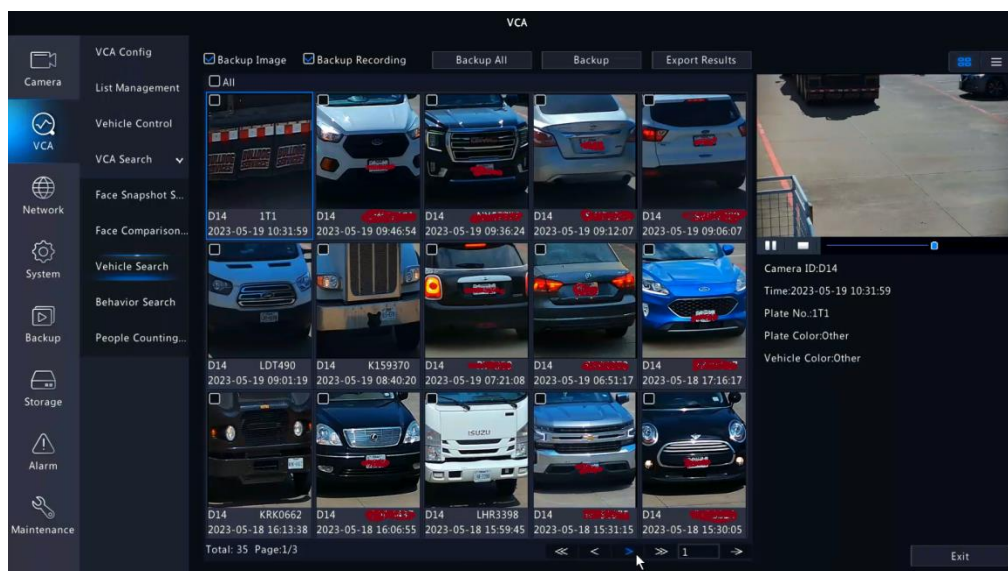 VCA
Camera
VCA
Network
System
Backup
Storage
Alarm
Maintenance
VCA Config
List Management
Vehicle Control
VCA Search
Face Snapshot S...
Face Comparison...
Vehicle Search
Behavior Search
People Counting...
Backup Image Backup Recording Backup All Backup Export Results
All
D14 1T1 D14 D14 D14 D14
2023-05-19 10:31:59 2023-05-19 09:46:54 2023-05-19 09:36:24 2023-05-19 09:12:07 2023-05-19 09:06:07
D14 LDT490 D14 K159370 D14 D14 D14
2023-05-19 09:01:19 2023-05-19 08:40:20 2023-05-19 07:21:08 2023-05-19 06:51:17 2023-05-18 17:16:17
ISUZU
D14 KRK0662 D14 D14 LHR3398 D14 D14
2023-05-18 16:13:38 2023-05-18 16:06:55 2023-05-18 15:59:45 2023-05-18 15:31:15 2023-05-18 15:30:05
Total: 35 Page:1/3 << < > >> 1
Camera ID:D14
Time:2023-05-19 10:31:59
Plate No.:1T1
Plate Color:Other
Vehicle Color:Other
Exit